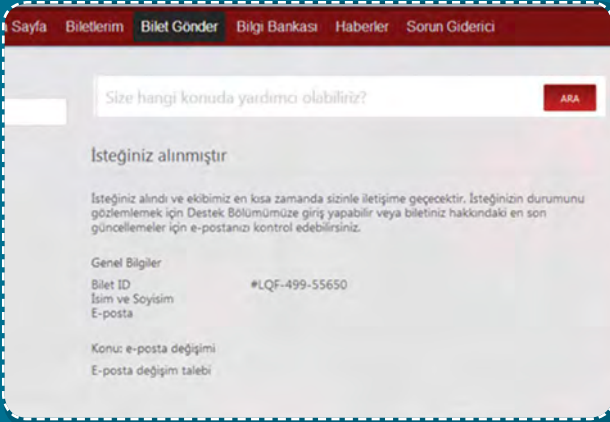 Sayfa Biletlerim Bilet Gönder Bilgi Bankası Haberler Sorun Giderici
Size hangi konuda yardımcı olabiliriz?
ARA
İsteğiniz alınmıştır
İsteğiniz alındı ve ekibimiz en kısa zamanda sizinle iletişime geçecektir. İsteğinizin durumunu
gözlemlemek için Destek Bölümümüze giriş yapabilir veya biletiniz hakkındaki en son
güncellemeler için e-postanızı kontrol edebilirsiniz.
Genel Bilgiler
Bilet ID #LQF-499-55650
İsim ve Soyisim
E-posta
Konu: e-posta değişimi
E-posta değişim talebi